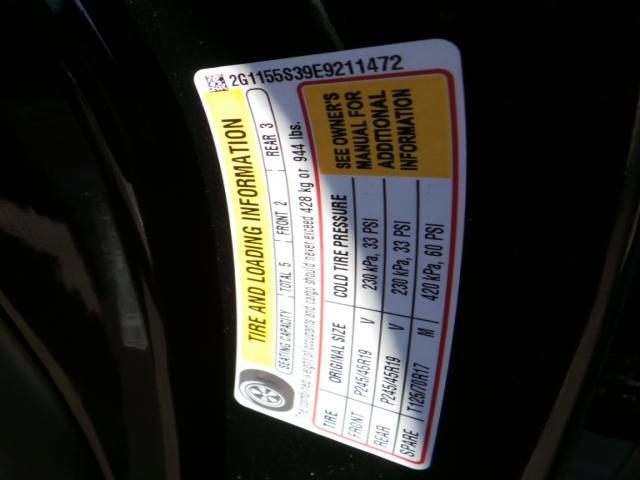 2G1155S39E9211472
TIRE AND LOADING INFORMATION
SEATING CAPACITY TOTAL 5 FRONT 2 REAR 3
The combined weight of occupants and cargo should never exceed 428 kg or 944 lbs.
TIRE ORIGINAL SIZE COLD TIRE PRESSURE
FRONT P245/45R19 V 230 kPa, 33 PSI
REAR P245/45R19 V 230 kPa, 33 PSI
SPARE T125/70R17 M 420 kPa, 60 PSI
SEE OWNER'S
MANUAL FOR
ADDITIONAL
INFORMATION